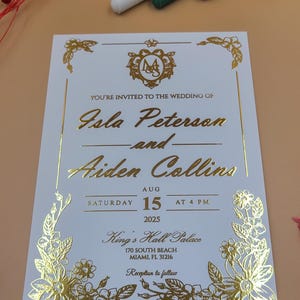 YOU'RE INVITED TO THE WEDDING OF
Isla Peterson
and
Aiden Collins
AUG
SATURDAY 15 AT 4 PM
2025
King's Hall Palace
170 SOUTH BEACH
MIAMI, FL 31216
Reception to follow